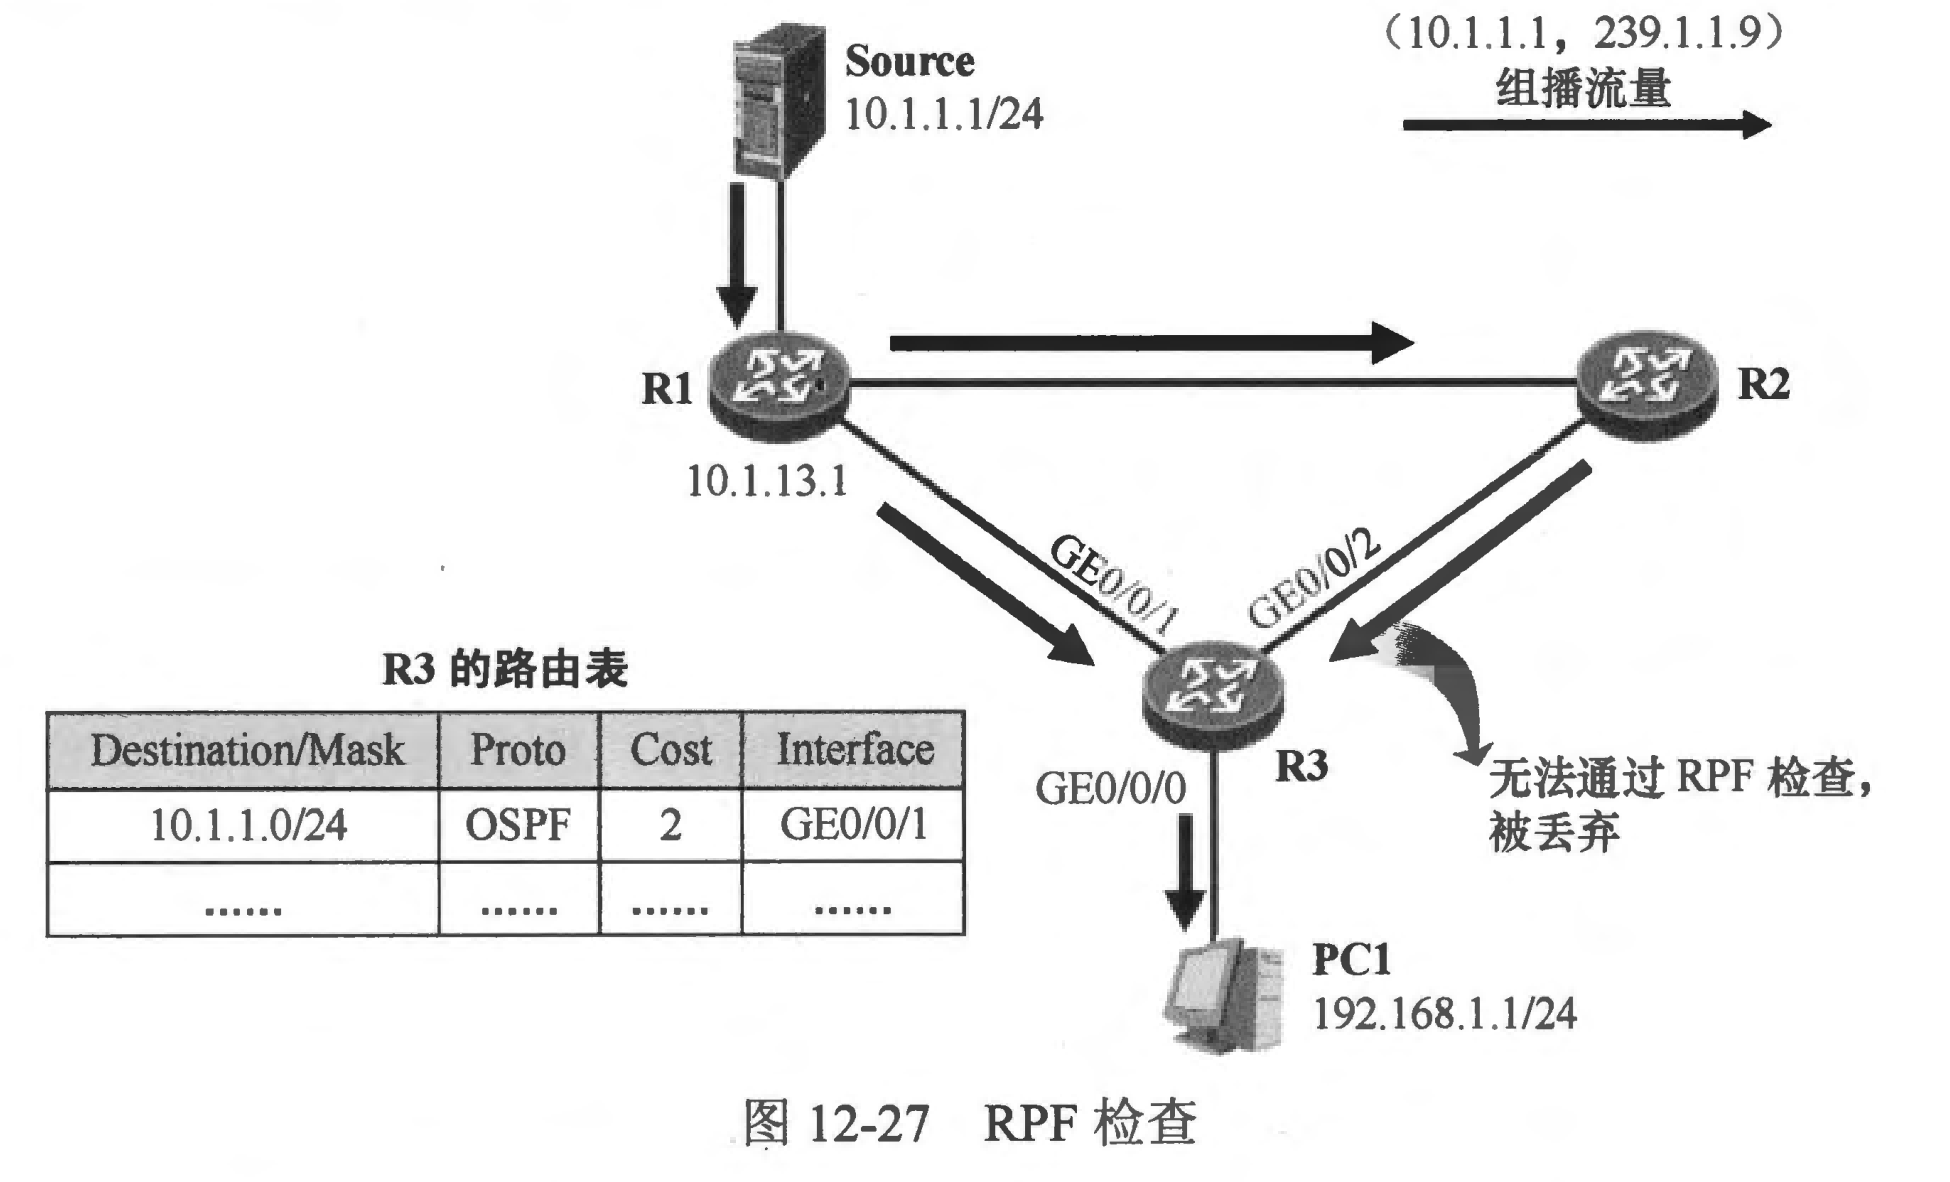 Source
10.1.1.1/24
（10.1.1.1，239.1.1.9）
组播流量
R1
R2
10.1.13.1
GE0/0/1
GE0/0/2
R3 的路由表
Destination/Mask Proto Cost Interface
10.1.1.0/24 OSPF 2 GE0/0/1
...... ...... ...... ......
R3
GE0/0/0
无法通过 RPF 检查，
被丢弃
PC1
192.168.1.1/24
图 12-27 RPF 检查